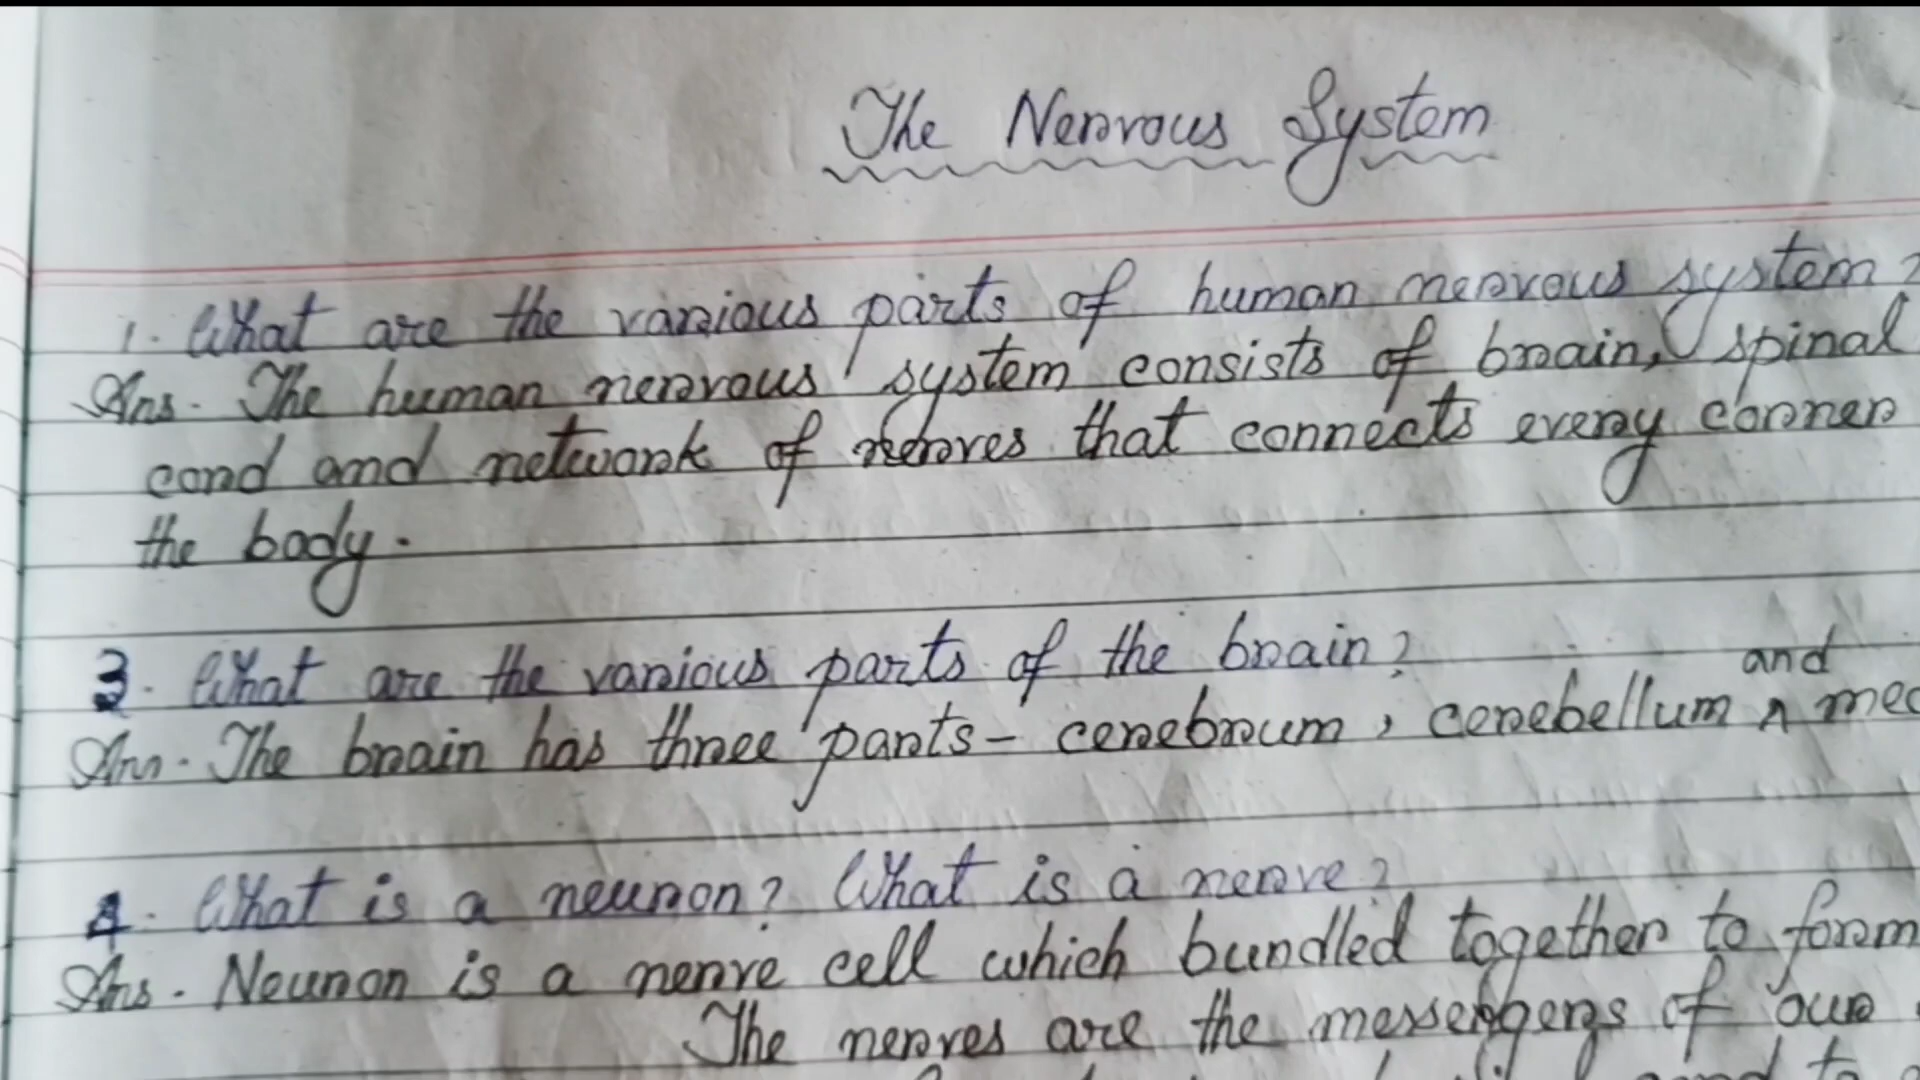 The Nervous System
1. What are the various parts of human nervous system?
Ans. The human nervous system consists of brain, spinal
cord and network of nerves that connects every corner
the body.
3. What are the various parts of the brain?
and
Ans. The brain has three parts - cerebrum, cerebellum ^ med
4. What is a neuron? What is a nerve?
Ans. Neuron is a nerve cell which bundled together to form
The nerves are the messengers of our